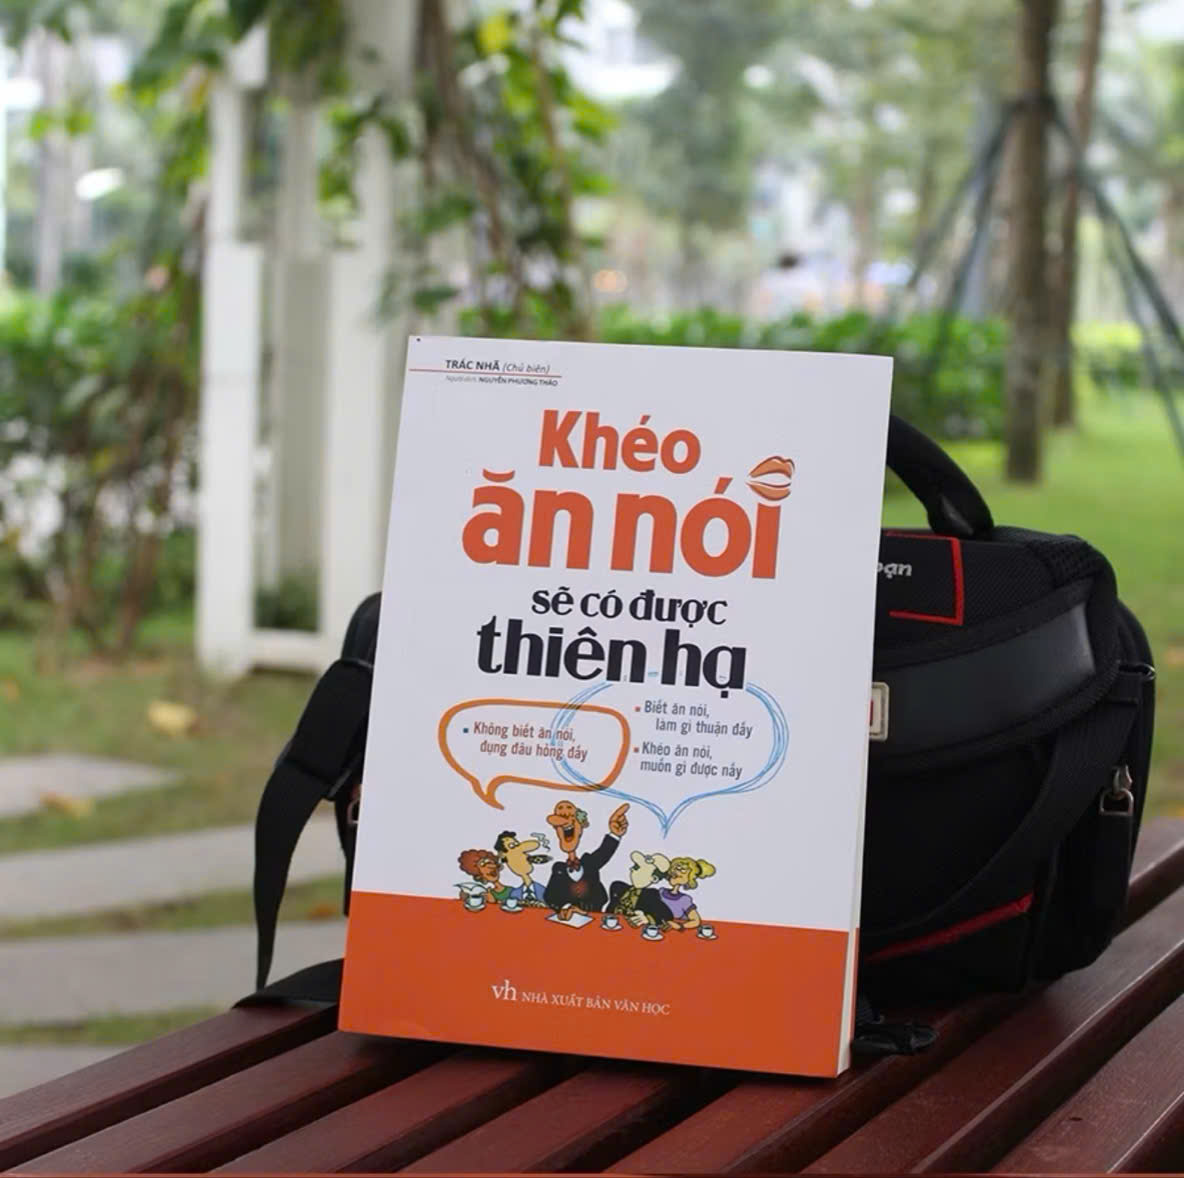 TRÁC NHÃ (Chủ biên)
Người dịch: NGUYỄN PHƯƠNG THẢO
Khéo
ăn nói
sẽ có được
thiên hạ
Không biết ăn nói,
đụng đâu hỏng đấy
Biết ăn nói,
làm gì thuận đấy
Khéo ăn nói,
muốn gì được nấy
vh NHÀ XUẤT BẢN VĂN HỌC